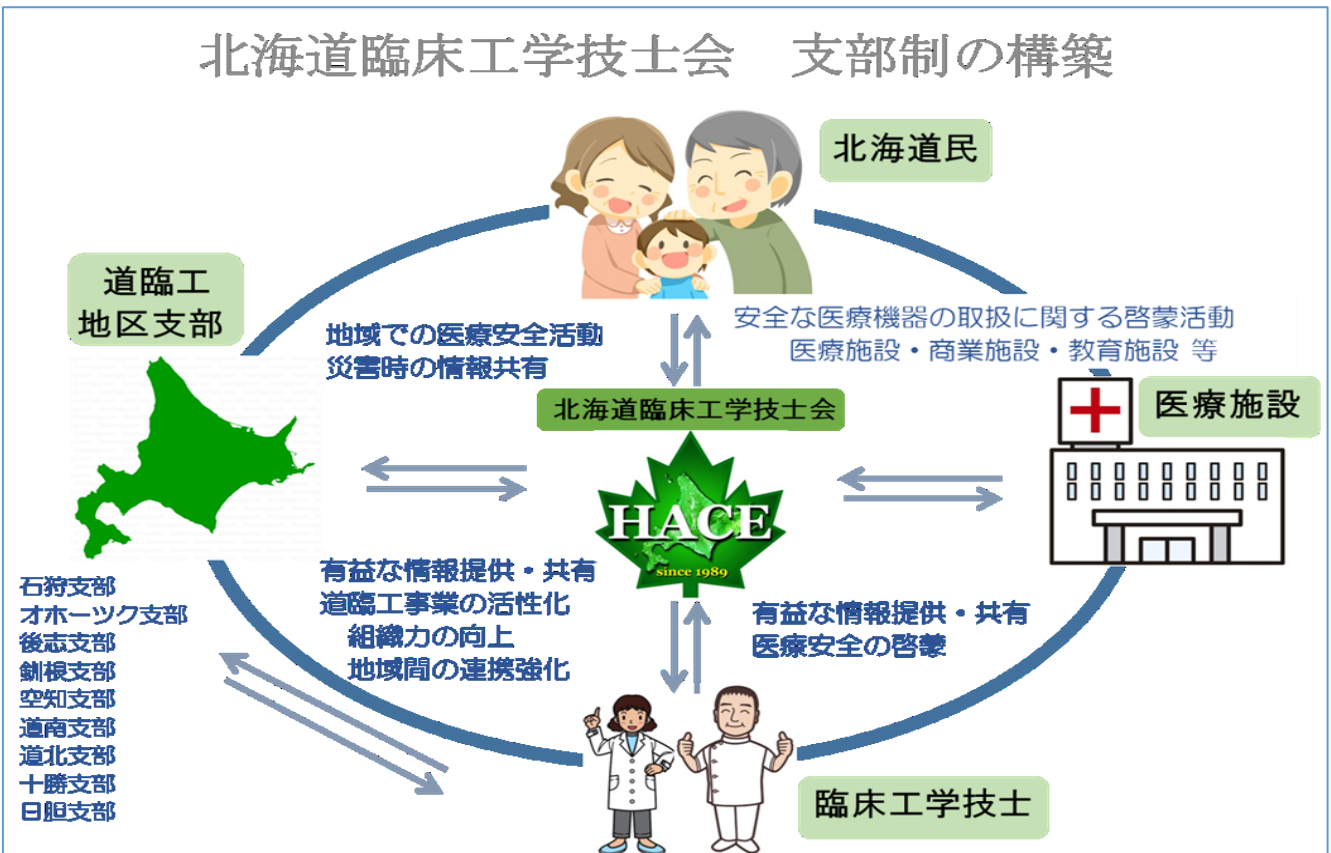 北海道臨床工学技士会　支部制の構築
北海道民
道臨工
地区支部
地域での医療安全活動
災害時の情報共有
安全な医療機器の取扱に関する啓蒙活動
医療施設・商業施設・教育施設 等
北海道臨床工学技士会
医療施設
HACE
since 1989
石狩支部
オホーツク支部
後志支部
釧根支部
空知支部
道南支部
道北支部
十勝支部
日胆支部
有益な情報提供・共有
道臨工事業の活性化
組織力の向上
地域間の連携強化
有益な情報提供・共有
医療安全の啓蒙
臨床工学技士